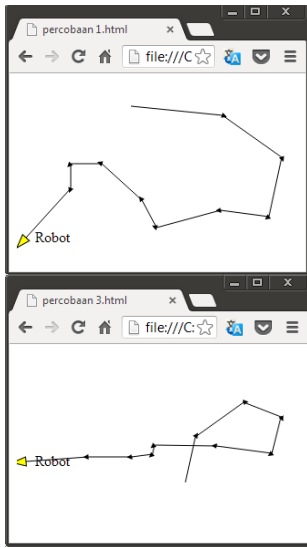 percobaan 1.html
file:///C
Robot
percobaan 3.html
file:///C:
Robot